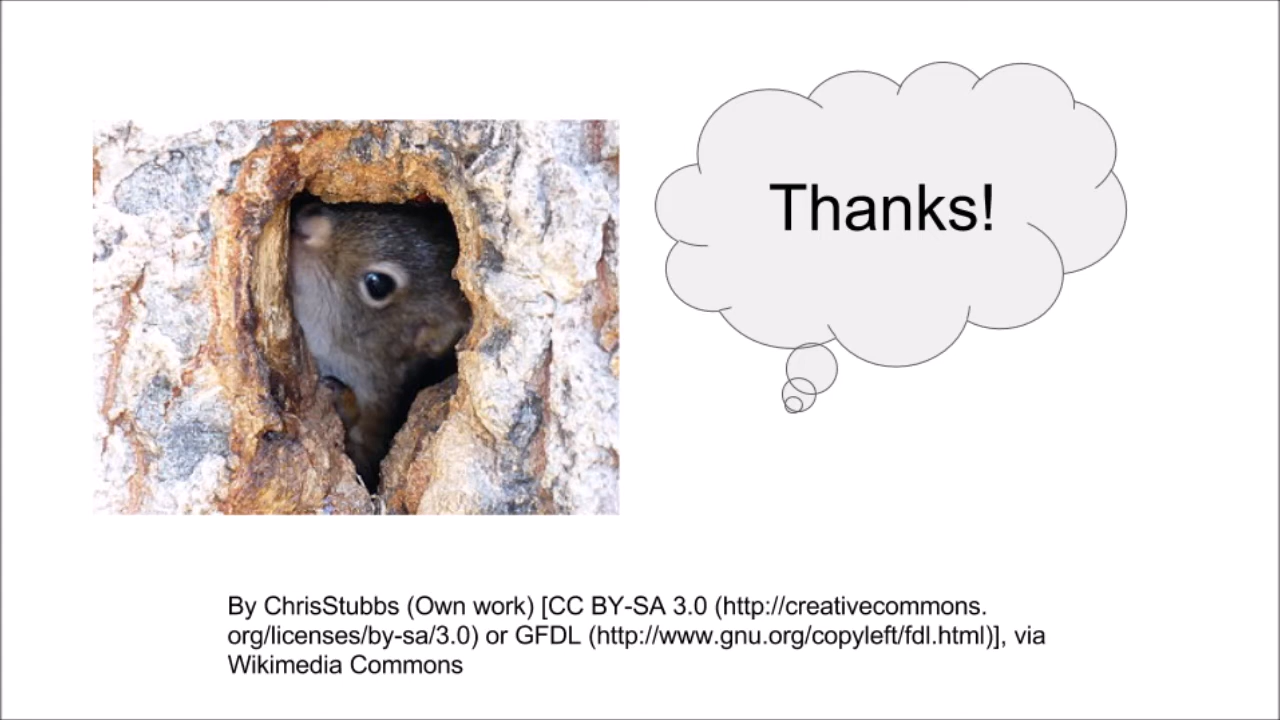 Thanks!
By ChrisStubbs (Own work) [CC BY-SA 3.0 (http://creativecommons.
org/licenses/by-sa/3.0) or GFDL (http://www.gnu.org/copyleft/fdl.html)], via
Wikimedia Commons